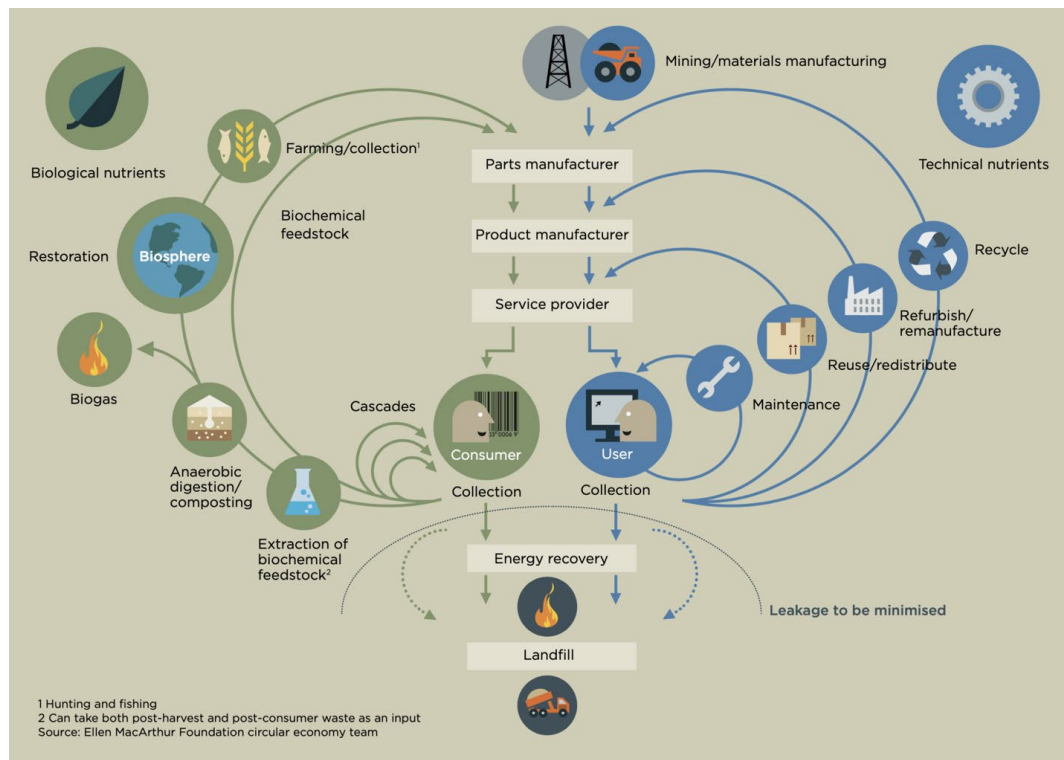 Mining/materials manufacturing
Biological nutrients
Farming/collection1
Parts manufacturer
Technical nutrients
Biochemical
feedstock
Product manufacturer
Restoration
Biosphere
Recycle
Service provider
Refurbish/
remanufacture
Reuse/redistribute
Biogas
Cascades
Maintenance
Consumer
User
Anaerobic
digestion/
composting
Collection
Collection
Extraction of
biochemical
feedstock2
Energy recovery
Leakage to be minimised
Landfill
1 Hunting and fishing
2 Can take both post-harvest and post-consumer waste as an input
Source: Ellen MacArthur Foundation circular economy team